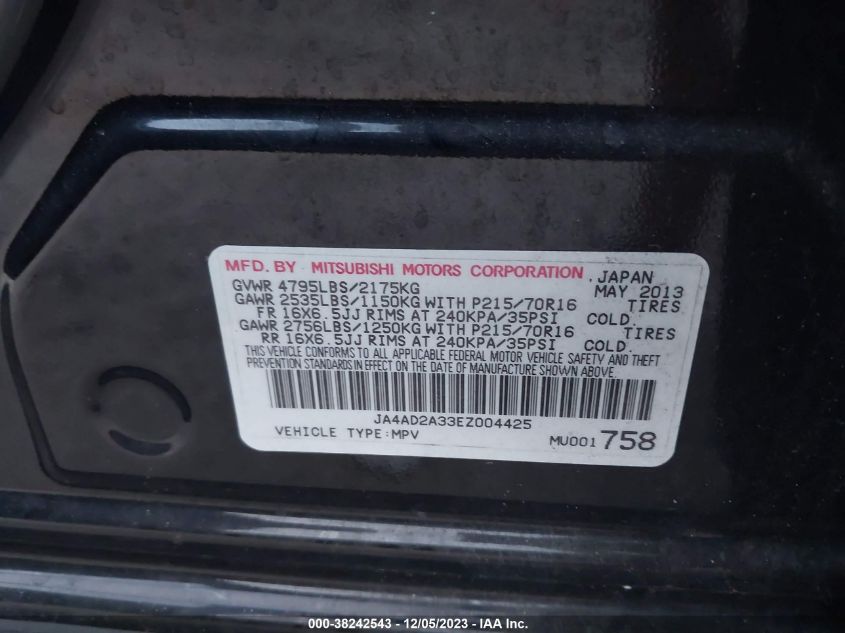 MFD. BY MITSUBISHI MOTORS CORPORATION, JAPAN
GVWR 4795LBS/2175KG MAY 2013
GAWR 2535LBS/1150KG WITH P215/70R16 TIRES
FR 16X6.5JJ RIMS AT 240KPA/35PSI COLD.
GAWR 2756LBS/1250KG WITH P215/70R16 TIRES
RR 16X6.5JJ RIMS AT 240KPA/35PSI COLD.
THIS VEHICLE CONFORMS TO ALL APPLICABLE FEDERAL MOTOR VEHICLE SAFETY AND THEFT
PREVENTION STANDARDS IN EFFECT ON THE DATE OF MANUFACTURE SHOWN ABOVE.
JA4AD2A33EZ004425
VEHICLE TYPE:MPV MU001 758
000-38242543 - 12/05/2023 - IAA Inc.